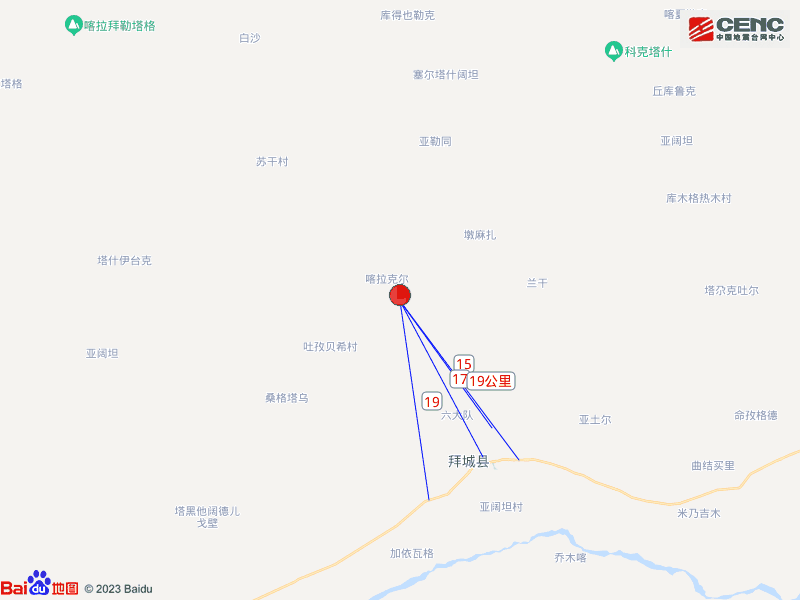 库得也勒克
喀拉拜勒塔格
白沙
CENC
中国地震台网中心
科克塔什
塞尔塔什阔坦
塔格
丘库鲁克
亚勒同
亚阔坦
苏干村
库木格热木村
墩麻扎
塔什伊台克
喀拉克尔
兰干
塔尕克吐尔
吐孜贝希村
亚阔坦
15
17
19公里
桑格塔乌
19
六大队
亚土尔
命孜格德
拜城县
曲结买里
塔黑他阔德儿
戈壁
亚阔坦村
米乃吉木
加依瓦格
乔木喀
Bai du 地图
© 2023 Baidu